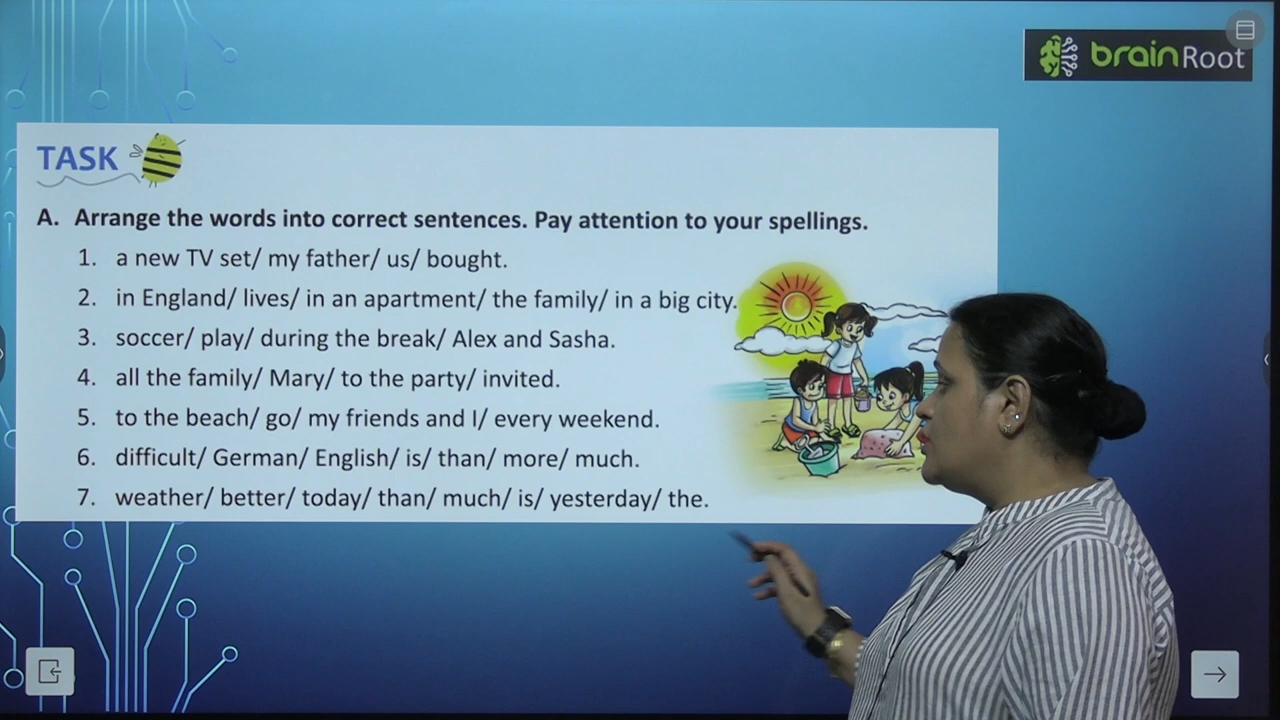 brainRoot
TASK
A. Arrange the words into correct sentences. Pay attention to your spellings.
1. a new TV set/ my father/ us/ bought.
2. in England/ lives/ in an apartment/ the family/ in a big city.
3. soccer/ play/ during the break/ Alex and Sasha.
4. all the family/ Mary/ to the party/ invited.
5. to the beach/ go/ my friends and I/ every weekend.
6. difficult/ German/ English/ is/ than/ more/ much.
7. weather/ better/ today/ than/ much/ is/ yesterday/ the.